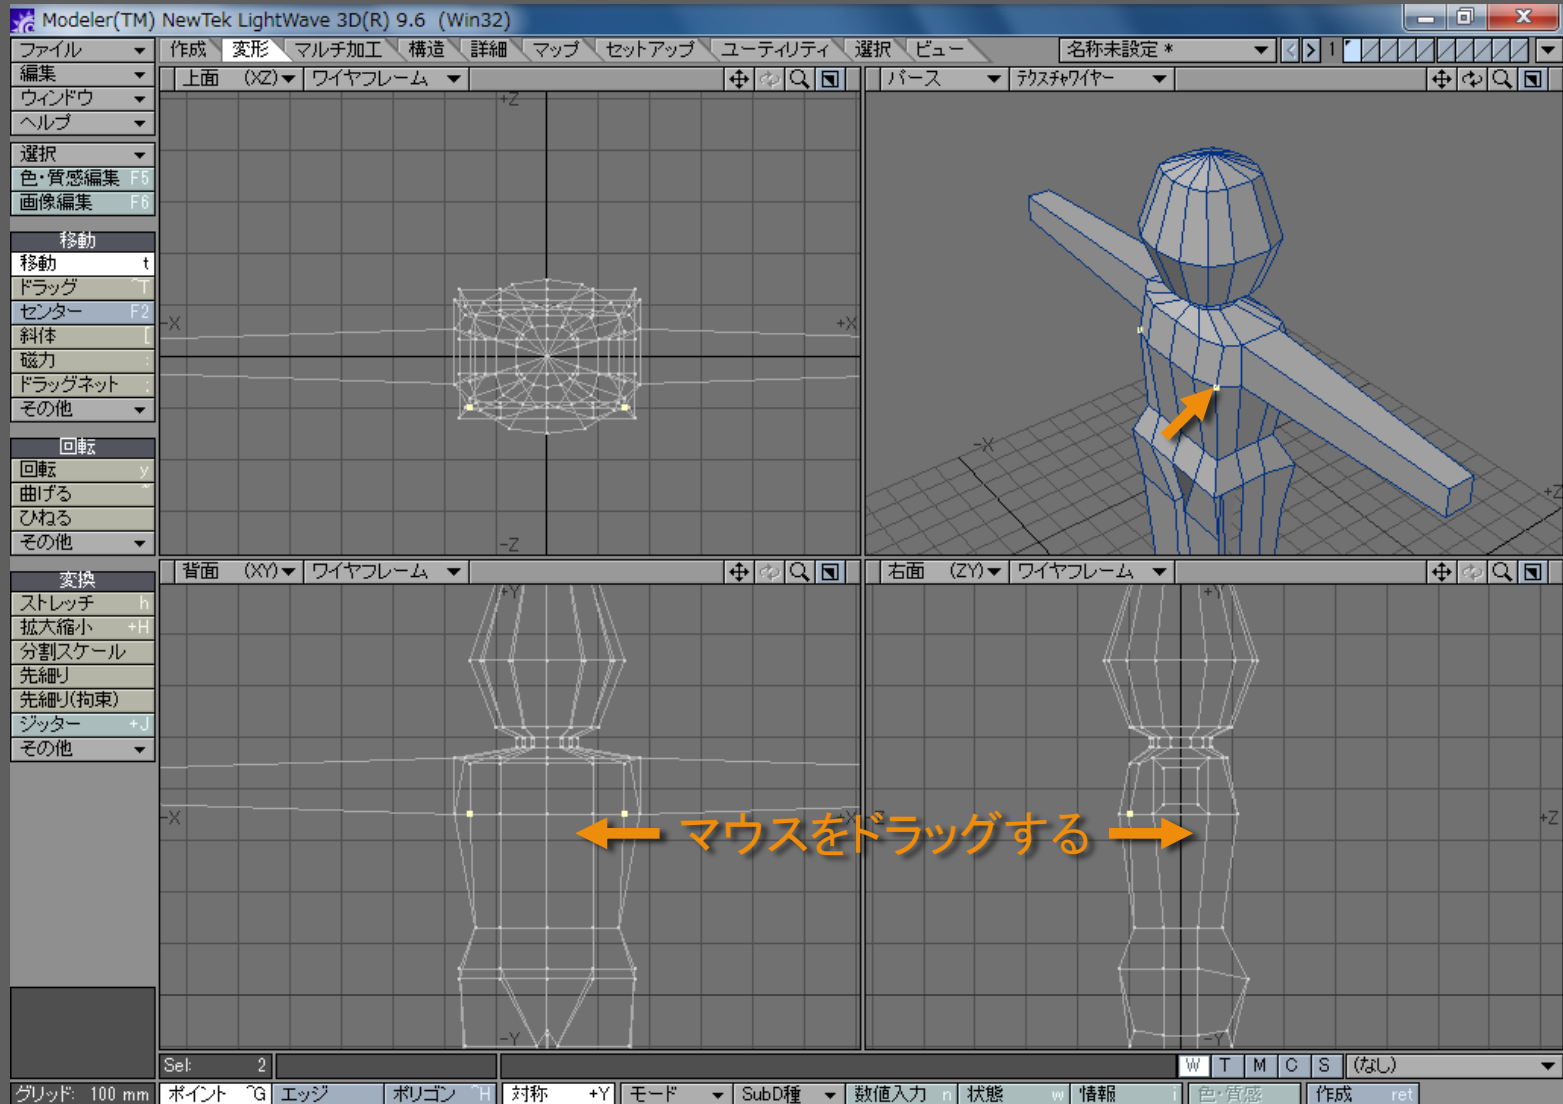 Modeler(TM) NewTek LightWave 3D(R) 9.6 (Win32)
ファイル
作成 変形 マルチ加工 構造 詳細 マップ セットアップ ユーティリティ 選択 ビュー
名称未設定 *
1
編集
ウィンドウ
ヘルプ
選択
色・質感編集 F5
画像編集 F6
移動
移動 t
ドラッグ ^T
センター F2
斜体 [
磁力 :
ドラッグネット ;
その他
回転
回転 y
曲げる ~
ひねる
その他
変換
ストレッチ h
拡大縮小 +H
分割スケール
先細り
先細り(拘束)
ジッター +J
その他
上面 (XZ) ワイヤフレーム
+Z
-X
+X
-Z
パース テクスチャワイヤー
-X
+Z
背面 (XY) ワイヤフレーム
+Y
-X
+X
-Y
右面 (ZY) ワイヤフレーム
+Y
-Z
+Z
-Y
マウスをドラッグする
Sel: 2
W T M C S (なし)
グリッド: 100 mm
ポイント ^G エッジ ポリゴン ^H 対称 +Y モード SubD種 数値入力 n 状態 w 情報 i 色・質感 作成 ret